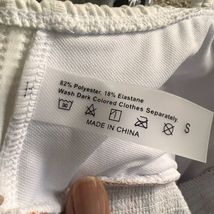 82% Polyester, 18% Elastane
Wash Dark Colored Clothes Separately
MADE IN CHINA
S